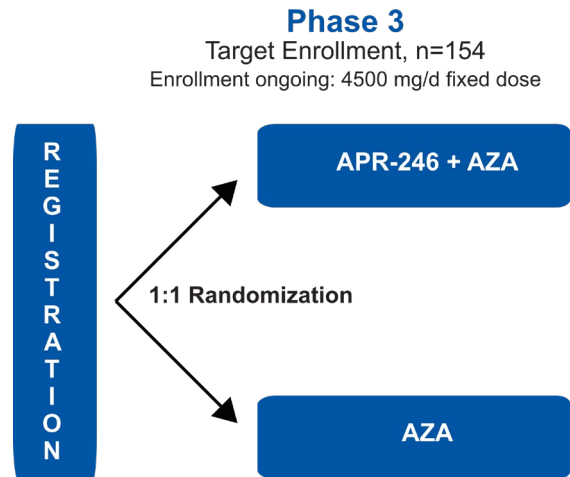 Phase 3
Target Enrollment, n=154
Enrollment ongoing: 4500 mg/d fixed dose
REGISTRATION
APR-246 + AZA
1:1 Randomization
AZA